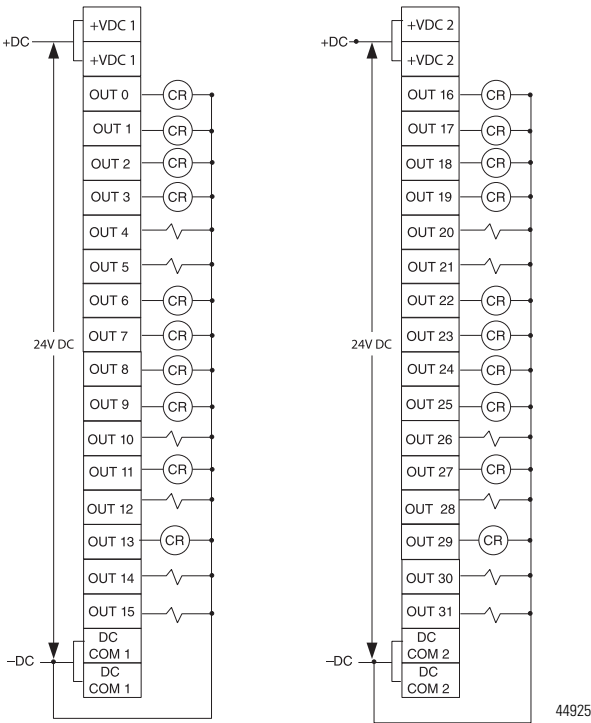 +DC
+VDC 1
+VDC 1
OUT 0 CR
OUT 1 CR
OUT 2 CR
OUT 3 CR
OUT 4
OUT 5
OUT 6 CR
OUT 7 CR
24V DC
OUT 8 CR
OUT 9 CR
OUT 10
OUT 11 CR
OUT 12
OUT 13 CR
OUT 14
OUT 15
DC
COM 1
–DC
DC
COM 1
+DC
+VDC 2
+VDC 2
OUT 16 CR
OUT 17 CR
OUT 18 CR
OUT 19 CR
OUT 20
OUT 21
OUT 22 CR
OUT 23 CR
24V DC
OUT 24 CR
OUT 25 CR
OUT 26
OUT 27 CR
OUT 28
OUT 29 CR
OUT 30
OUT 31
DC
COM 2
–DC
DC
COM 2
44925